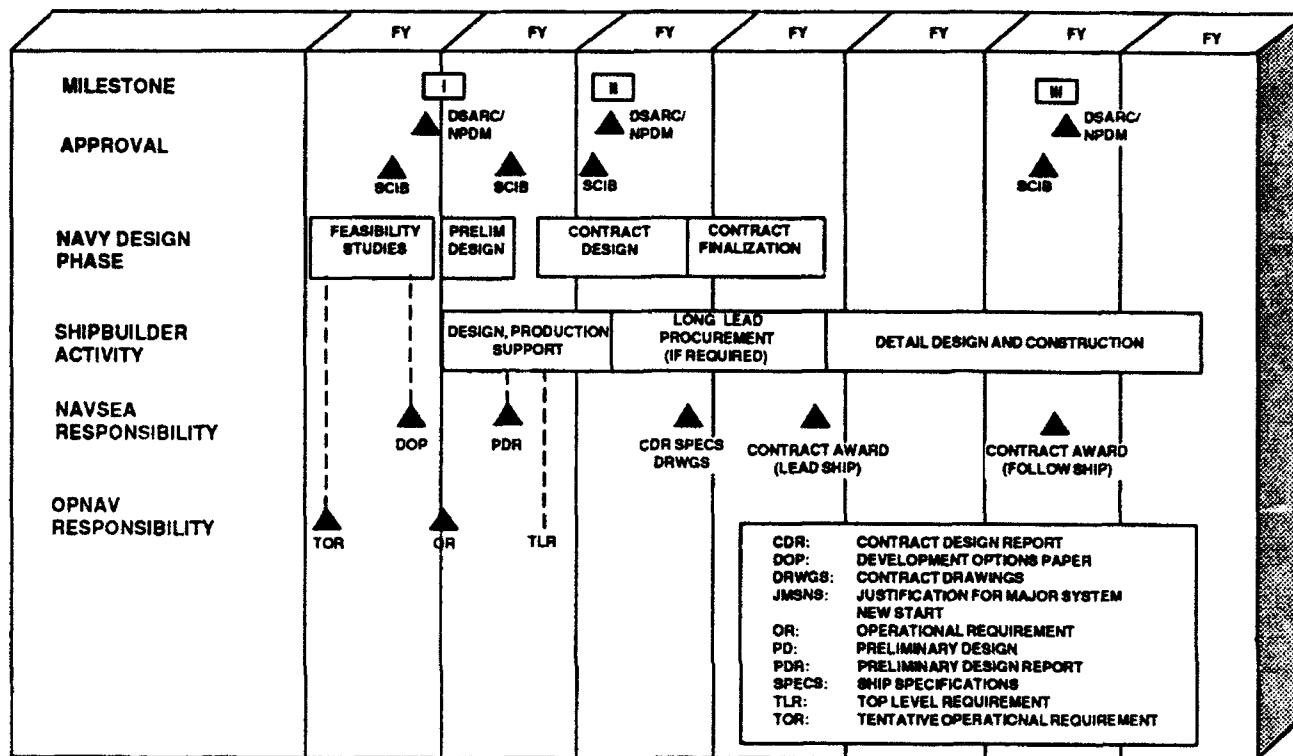 FY FY FY FY FY FY FY
MILESTONE
I
II
III
DSARC/
NPDM
DSARC/
NPDM
DSARC/
NPDM
APPROVAL
SCIB
SCIB
SCIB
SCIB
NAVY DESIGN
PHASE
FEASIBILITY
STUDIES
PRELIM
DESIGN
CONTRACT
DESIGN
CONTRACT
FINALIZATION
SHIPBUILDER
ACTIVITY
DESIGN, PRODUCTION
SUPPORT
LONG LEAD
PROCUREMENT
(IF REQUIRED)
DETAIL DESIGN AND CONSTRUCTION
NAVSEA
RESPONSIBILITY
DOP
PDR
CDR SPECS
DRWGS
CONTRACT AWARD
(LEAD SHIP)
CONTRACT AWARD
(FOLLOW SHIP)
OPNAV
RESPONSIBILITY
TOR
OR
TLR
CDR: CONTRACT DESIGN REPORT
DOP: DEVELOPMENT OPTIONS PAPER
DRWGS: CONTRACT DRAWINGS
JMSNS: JUSTIFICATION FOR MAJOR SYSTEM
NEW START
OR: OPERATIONAL REQUIREMENT
PD: PRELIMINARY DESIGN
PDR: PRELIMINARY DESIGN REPORT
SPECS: SHIP SPECIFICATIONS
TLR: TOP LEVEL REQUIREMENT
TOR: TENTATIVE OPERATIONAL REQUIREMENT